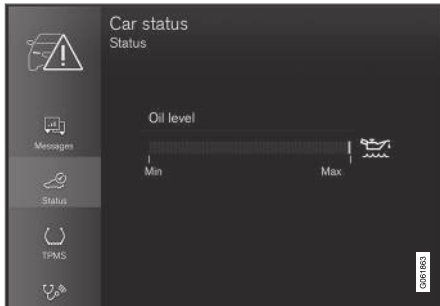 Car status
Status
Messages
Status
TPMS
Oil level
Min Max
G061863